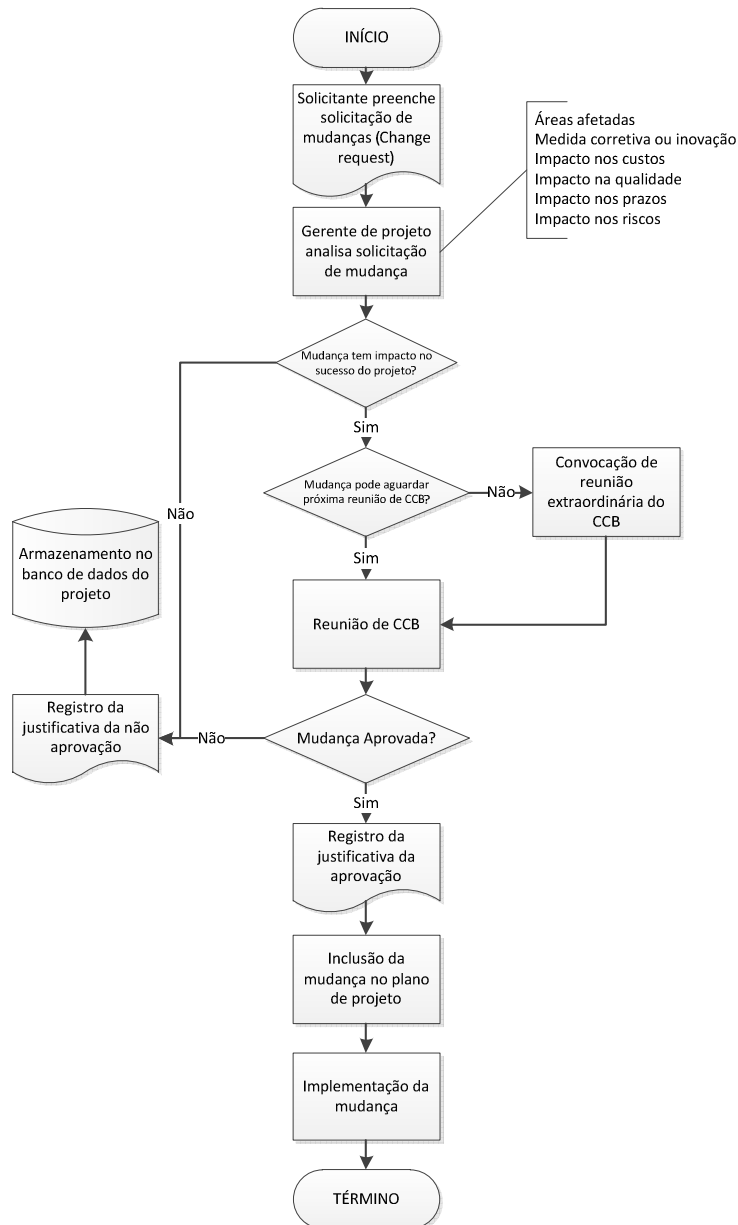 INÍCIO
Solicitante preenche
solicitação de
mudanças (Change
request)
Áreas afetadas
Medida corretiva ou inovação
Impacto nos custos
Impacto na qualidade
Impacto nos prazos
Impacto nos riscos
Gerente de projeto
analisa solicitação
de mudança
Mudança tem impacto no
sucesso do projeto?
Sim
Mudança pode aguardar
próxima reunião de CCB?
Não
Convocação de
reunião
extraordinária do
CCB
Não
Sim
Armazenamento no
banco de dados do
projeto
Reunião de CCB
Registro da
justificativa da não
aprovação
Não
Mudança Aprovada?
Sim
Registro da
justificativa da
aprovação
Inclusão da
mudança no plano
de projeto
Implementação da
mudança
TÉRMINO